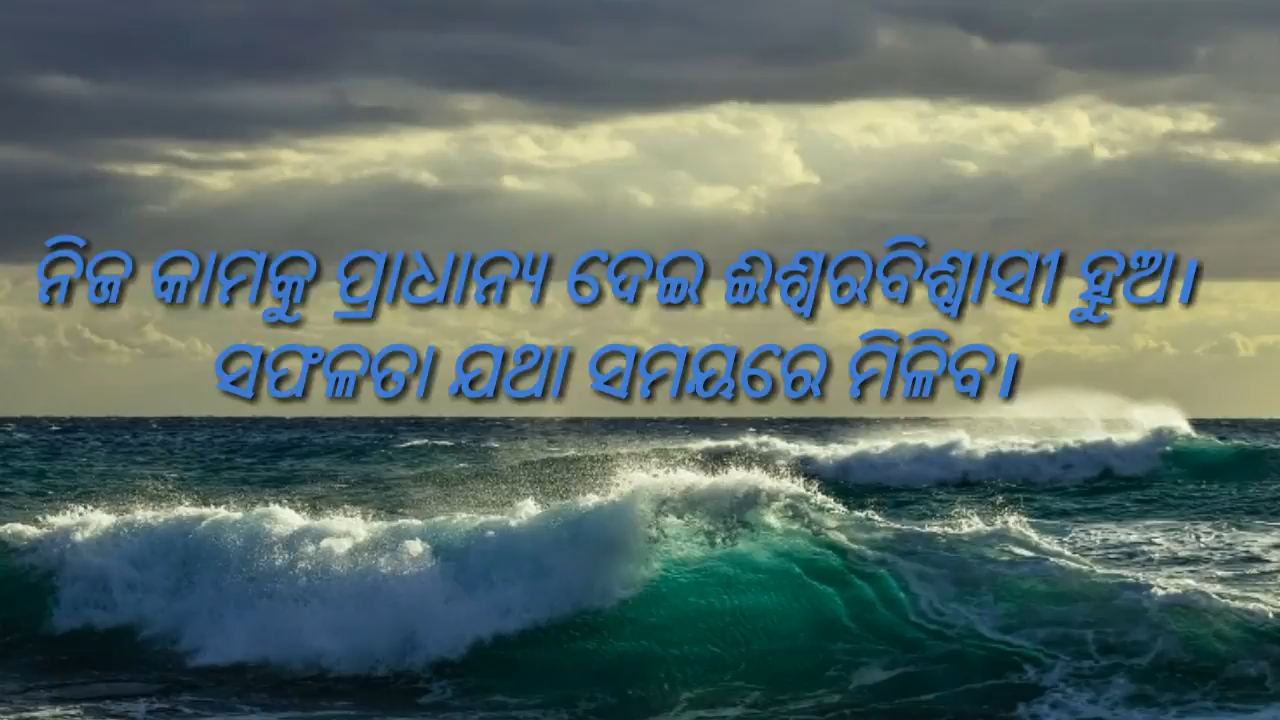 ନିଜ କାମକୁ ପ୍ରାଧାନ୍ୟ ଦେଇ ଈଶ୍ୱରବିଶ୍ୱାସୀ ହୁଅ।
ସଫଳତା ଯଥା ସମୟରେ ମିଳିବ।